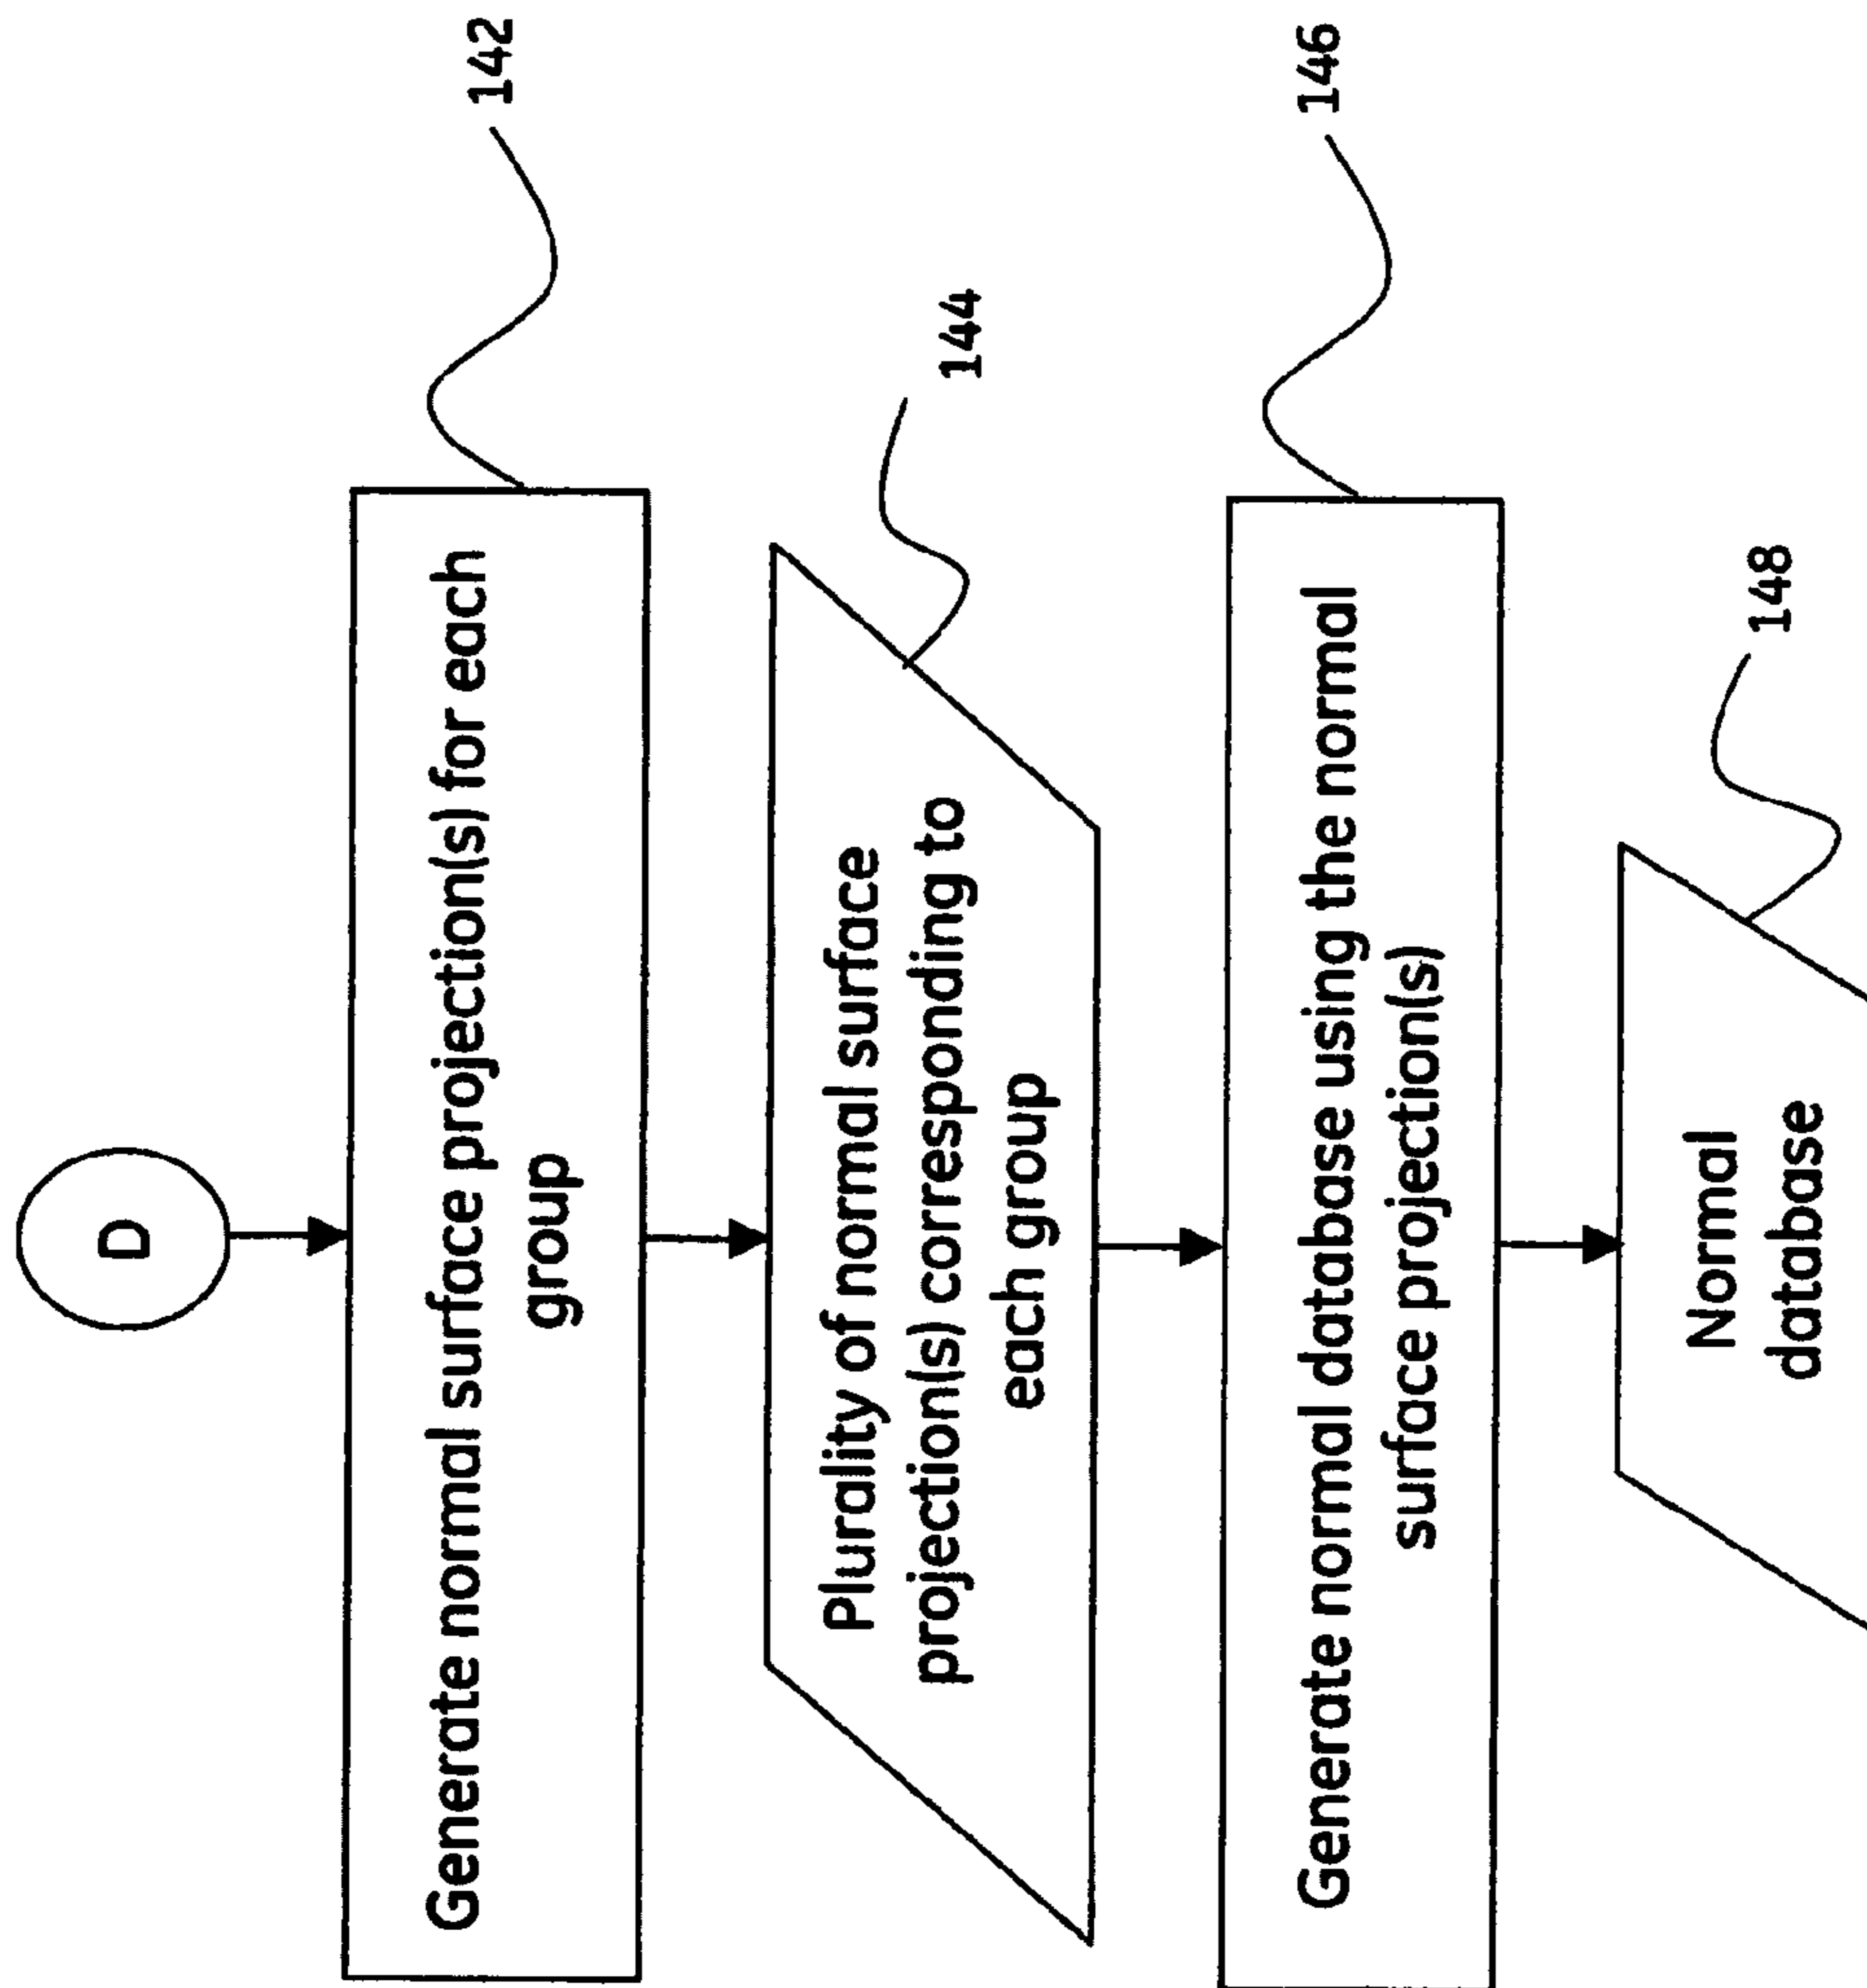 D
Generate normal surface projection(s) for each
group
142
Plurality of normal surface
projection(s) corresponding to
each group
144
Generate normal database using the normal
surface projection(s)
146
Normal
database
148